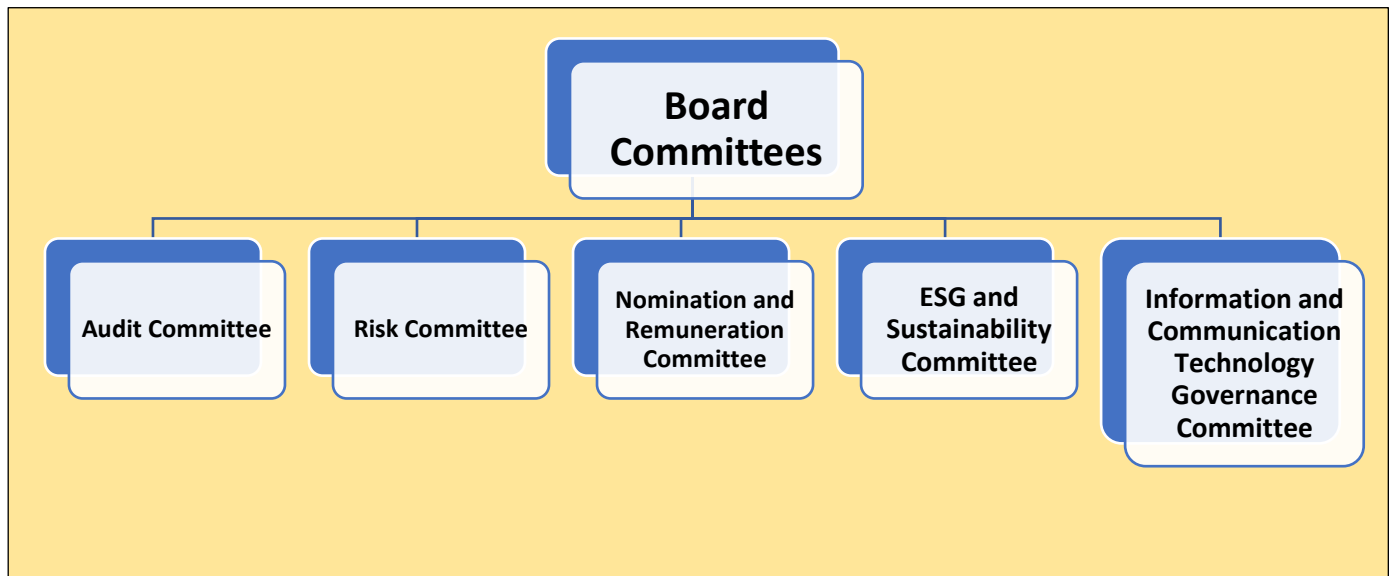 Board
Committees
Audit Committee
Risk Committee
Nomination and
Remuneration
Committee
ESG and
Sustainability
Committee
Information and
Communication
Technology
Governance
Committee